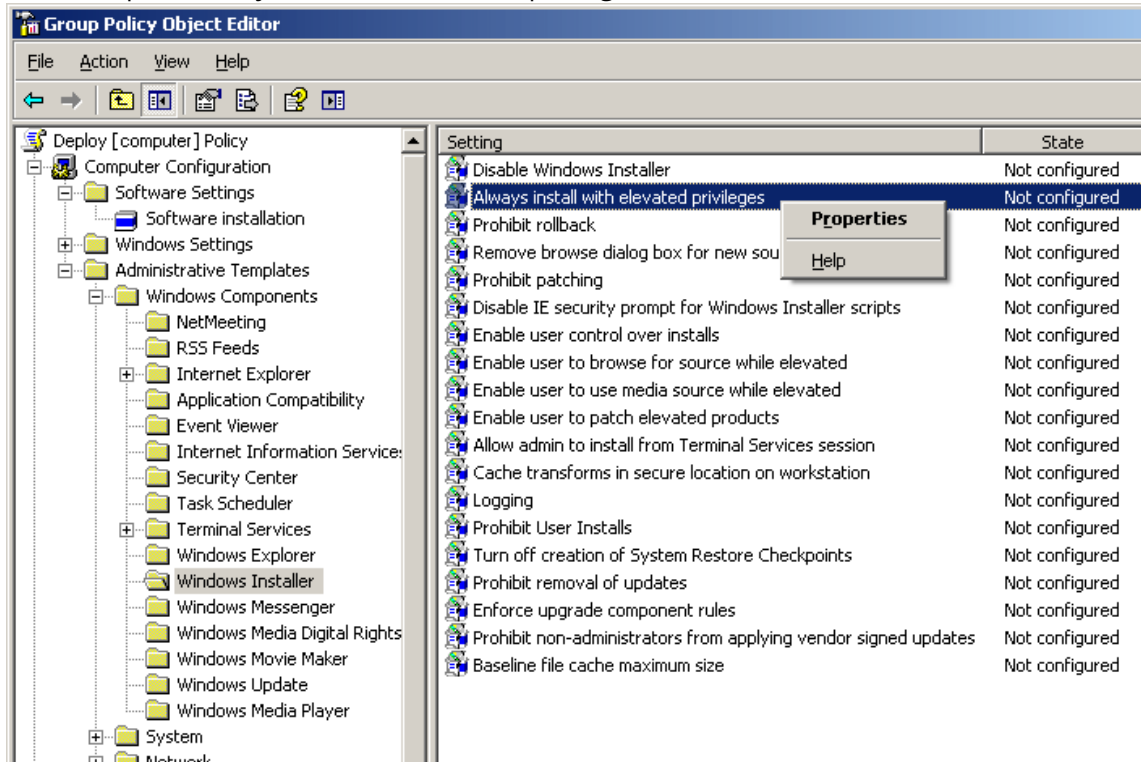 Group Policy Object Editor
File Action View Help
Deploy [computer] Policy
Computer Configuration
Software Settings
Software installation
Windows Settings
Administrative Templates
Windows Components
NetMeeting
RSS Feeds
Internet Explorer
Application Compatibility
Event Viewer
Internet Information Service
Security Center
Task Scheduler
Terminal Services
Windows Explorer
Windows Installer
Windows Messenger
Windows Media Digital Rights
Windows Movie Maker
Windows Update
Windows Media Player
System
Network
Setting State
Disable Windows Installer Not configured
Always install with elevated privileges Not configured
Prohibit rollback Not configured
Remove browse dialog box for new sou Not configured
Prohibit patching Not configured
Disable IE security prompt for Windows Installer scripts Not configured
Enable user control over installs Not configured
Enable user to browse for source while elevated Not configured
Enable user to use media source while elevated Not configured
Enable user to patch elevated products Not configured
Allow admin to install from Terminal Services session Not configured
Cache transforms in secure location on workstation Not configured
Logging Not configured
Prohibit User Installs Not configured
Turn off creation of System Restore Checkpoints Not configured
Prohibit removal of updates Not configured
Enforce upgrade component rules Not configured
Prohibit non-administrators from applying vendor signed updates Not configured
Baseline file cache maximum size Not configured
Properties
Help